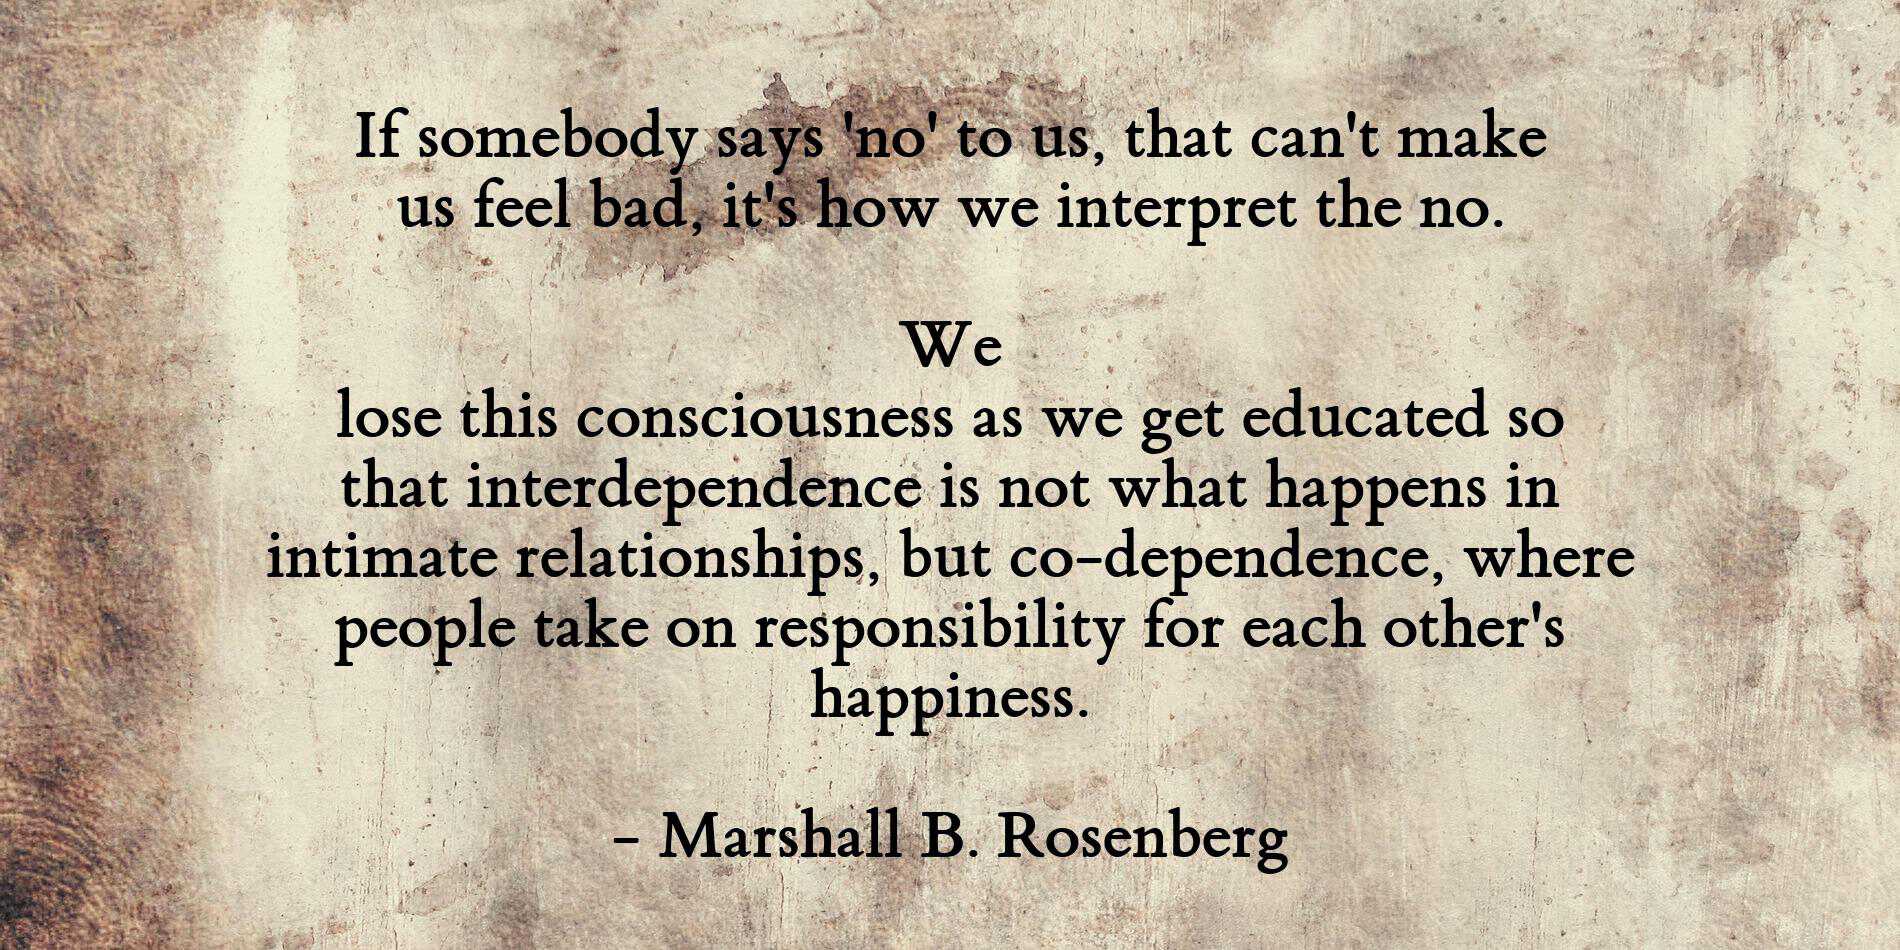 If somebody says 'no' to us, that can't make
us feel bad, it's how we interpret the no.
We
lose this consciousness as we get educated so
that interdependence is not what happens in
intimate relationships, but co-dependence, where
people take on responsibility for each other's
happiness.
- Marshall B. Rosenberg